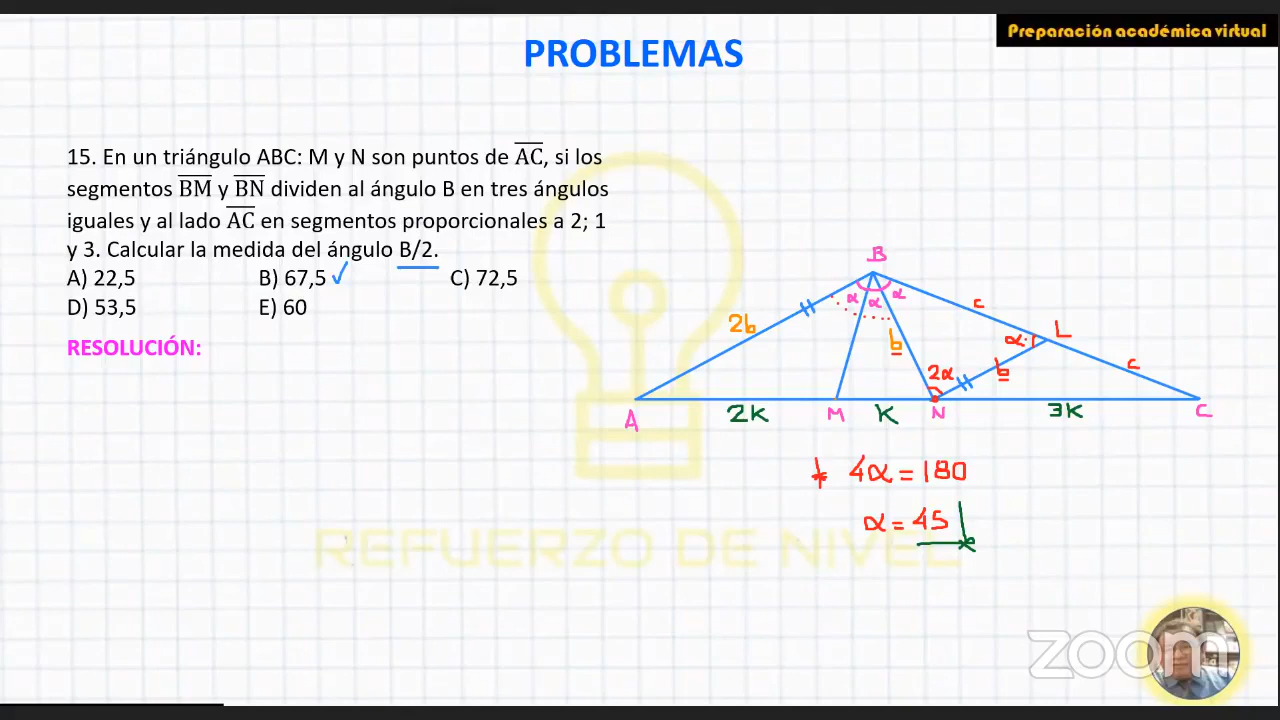 Preparación académica virtual
PROBLEMAS
15. En un triángulo ABC: M y N son puntos de AC, si los
segmentos BM y BN dividen al ángulo B en tres ángulos
iguales y al lado AC en segmentos proporcionales a 2; 1
y 3. Calcular la medida del ángulo B/2.
A) 22,5 B) 67,5 ✓ C) 72,5
D) 53,5 E) 60
RESOLUCIÓN:
B
α α α
c
2b
b
α
L
2α
b
c
A
2K
M
K
N
3K
C
4α = 180
α = 45
REFUERZO DE NIVEL
zoom